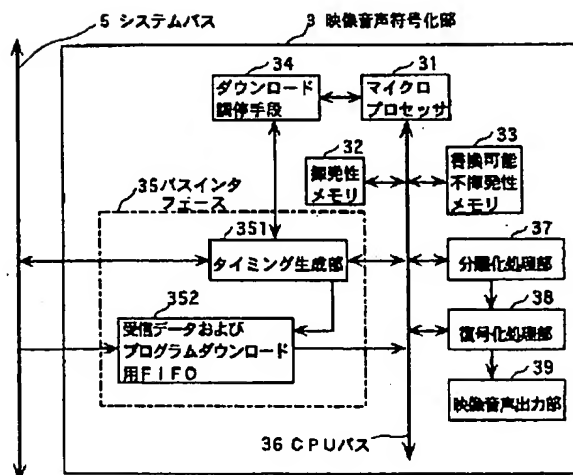 5 システムバス
3 映像音声符号化部
34
31
ダウンロード
調停手段
マイクロ
プロセッサ
32
33
揮発性
メモリ
書換可能
不揮発性
メモリ
35バスインタ
フェース
351
タイミング生成部
37
分離化処理部
352
受信データおよび
プログラムダウンロード
用FIFO
38
復号化処理部
39
映像音声出力部
36 CPUバス